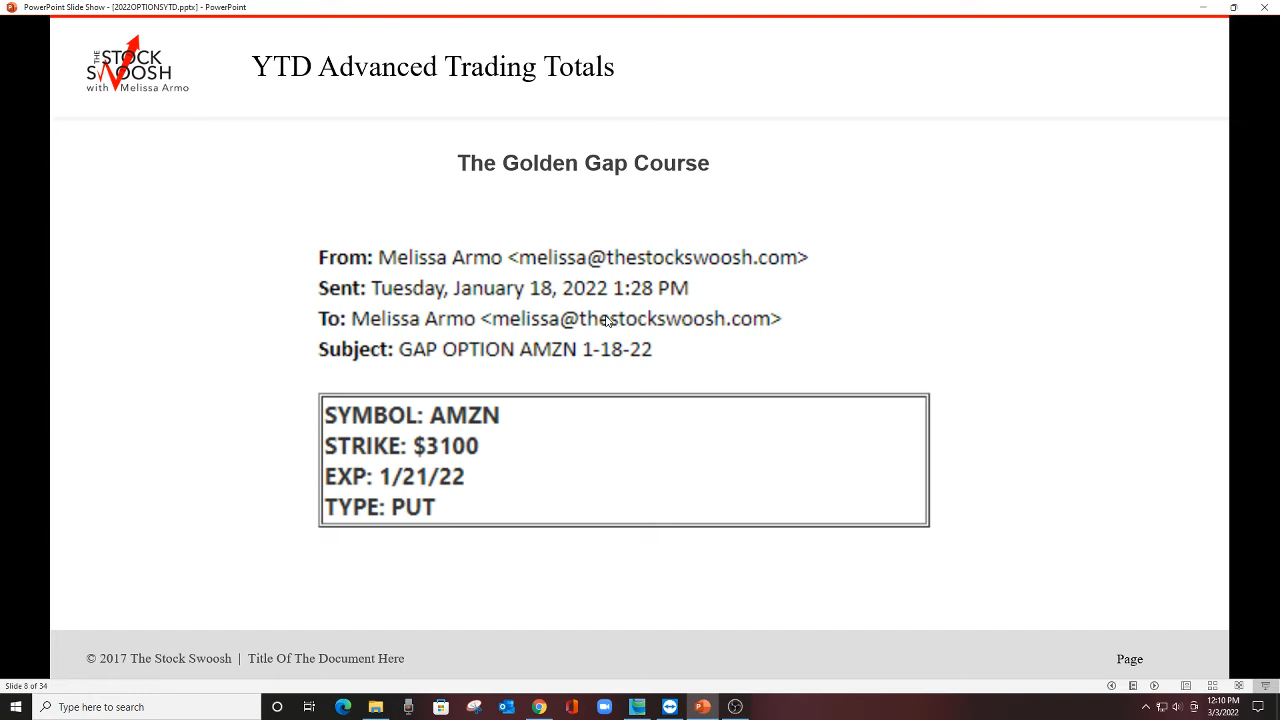 PowerPoint Slide Show - [2022OPTIONSYTD.pptx] - PowerPoint
THE STOCK
SWOOSH
with Melissa Armo
YTD Advanced Trading Totals
The Golden Gap Course
From: Melissa Armo <melissa@thestockswoosh.com>
Sent: Tuesday, January 18, 2022 1:28 PM
To: Melissa Armo <melissa@thestockswoosh.com>
Subject: GAP OPTION AMZN 1-18-22
SYMBOL: AMZN
STRIKE: $3100
EXP: 1/21/22
TYPE: PUT
© 2017 The Stock Swoosh | Title Of The Document Here
Page
Slide 8 of 34
Type here to search
12:10 PM
3/3/2022